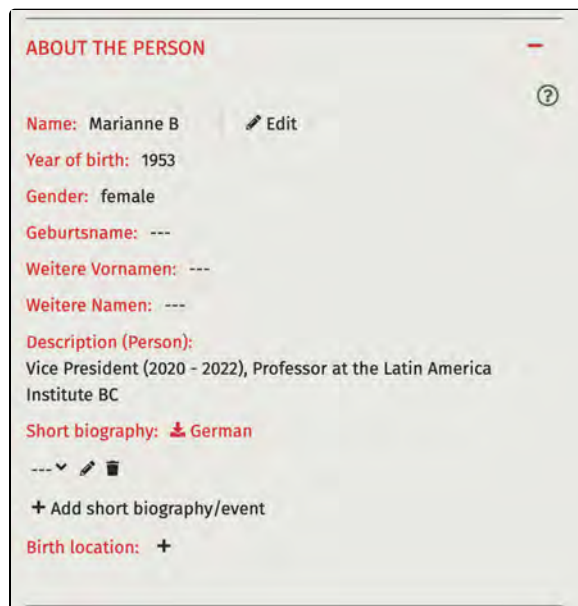 ABOUT THE PERSON
Name: Marianne B Edit
Year of birth: 1953
Gender: female
Geburtsname: ---
Weitere Vornamen: ---
Weitere Namen: ---
Description (Person):
Vice President (2020 - 2022), Professor at the Latin America
Institute BC
Short biography: German
---
+ Add short biography/event
Birth location: +